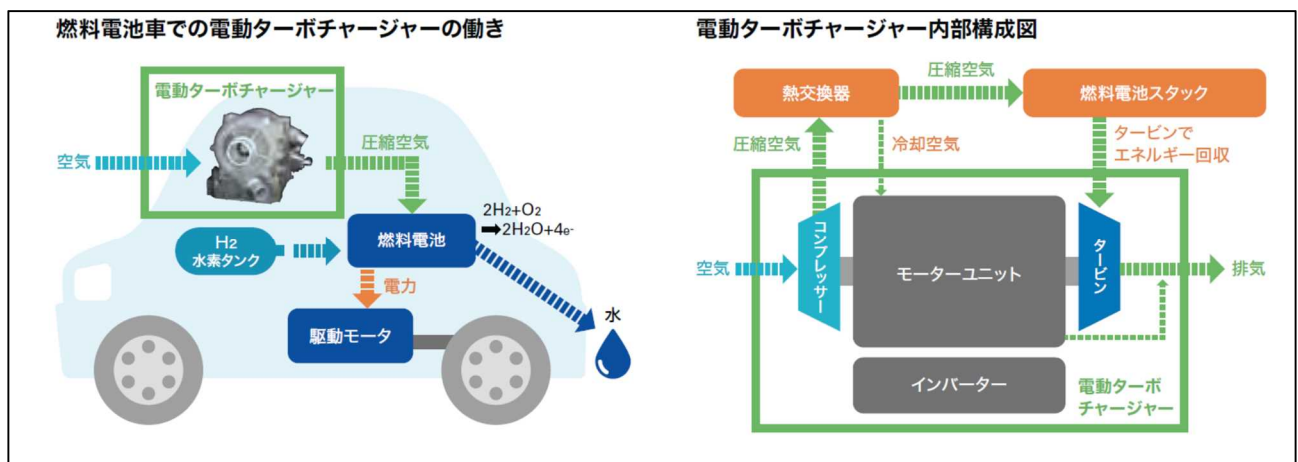 燃料電池車での電動ターボチャージャーの働き
電動ターボチャージャー
空気
圧縮空気
2H2+O2
➡2H2O+4e-
H2
水素タンク
燃料電池
電力
駆動モータ
水
電動ターボチャージャー内部構成図
熱交換器
圧縮空気
燃料電池スタック
圧縮空気
冷却空気
タービンで
エネルギー回収
空気
コンプレッサー
モーターユニット
タービン
排気
インバーター
電動ターボ
チャージャー